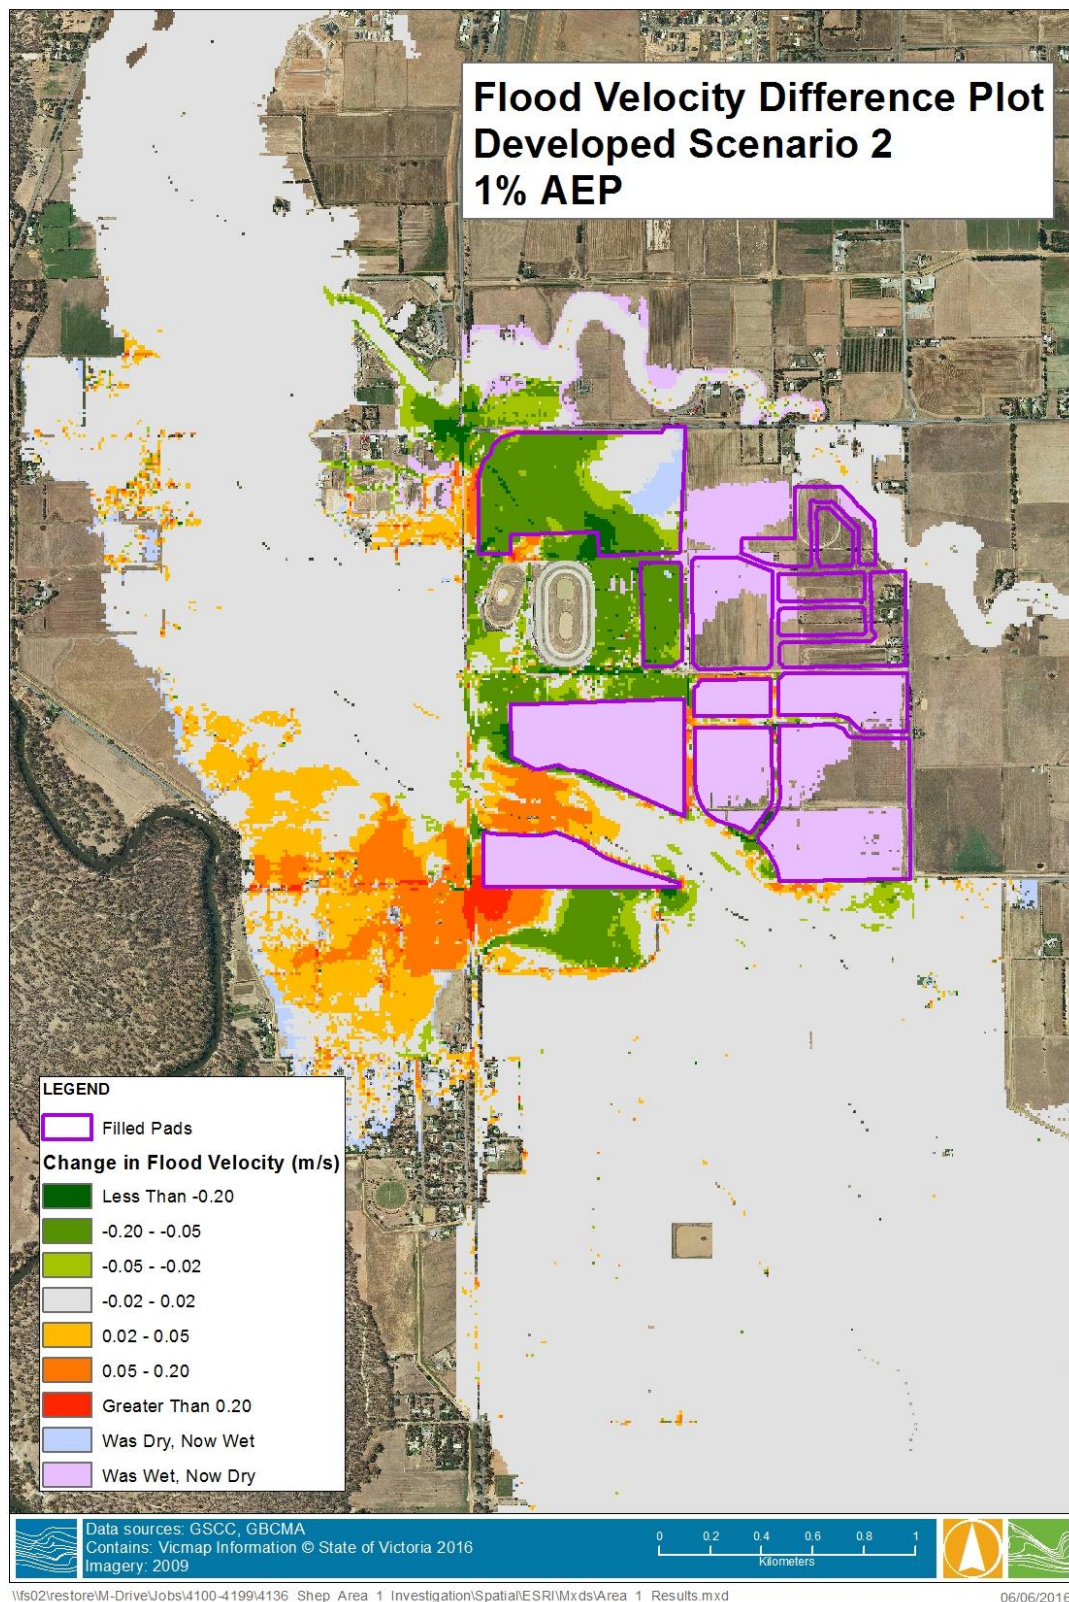 Flood Velocity Difference Plot
Developed Scenario 2
1% AEP
LEGEND
Filled Pads
Change in Flood Velocity (m/s)
Less Than -0.20
-0.20 - -0.05
-0.05 - -0.02
-0.02 - 0.02
0.02 - 0.05
0.05 - 0.20
Greater Than 0.20
Was Dry, Now Wet
Was Wet, Now Dry
Data sources: GSCC, GBCMA
Contains: Vicmap Information © State of Victoria 2016
Imagery: 2009
0 0.2 0.4 0.6 0.8 1
Kilometers
\\fs02\restore\M-Drive\Jobs\4100-4199\4136_Shep_Area_1_Investigation\Spatial\ESRI\Mxds\Area_1_Results.mxd
06/06/2016